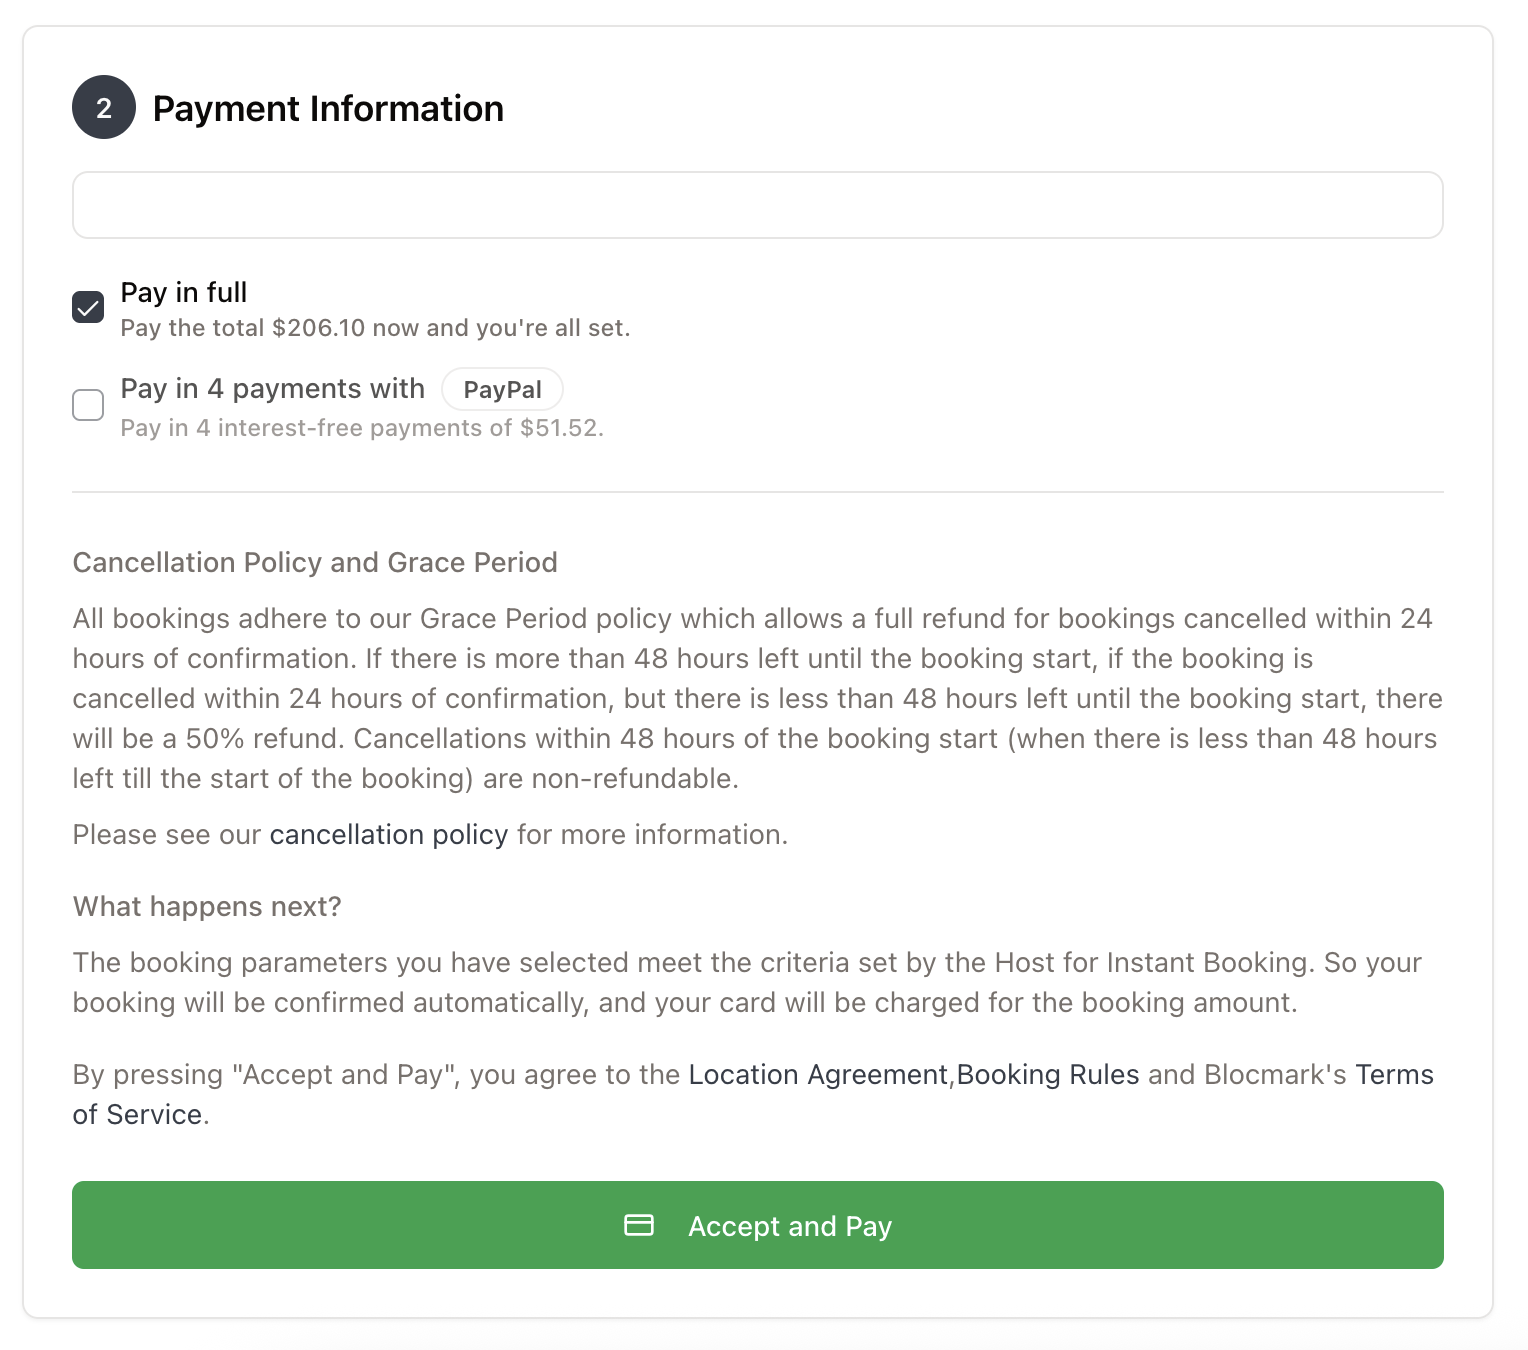 2
Payment Information
Pay in full
Pay the total $206.10 now and you're all set.
Pay in 4 payments with PayPal
Pay in 4 interest-free payments of $51.52.
Cancellation Policy and Grace Period
All bookings adhere to our Grace Period policy which allows a full refund for bookings cancelled within 24
hours of confirmation. If there is more than 48 hours left until the booking start, if the booking is
cancelled within 24 hours of confirmation, but there is less than 48 hours left until the booking start, there
will be a 50% refund. Cancellations within 48 hours of the booking start (when there is less than 48 hours
left till the start of the booking) are non-refundable.
Please see our cancellation policy for more information.
What happens next?
The booking parameters you have selected meet the criteria set by the Host for Instant Booking. So your
booking will be confirmed automatically, and your card will be charged for the booking amount.
By pressing "Accept and Pay", you agree to the Location Agreement,Booking Rules and Blocmark's Terms
of Service.
Accept and Pay